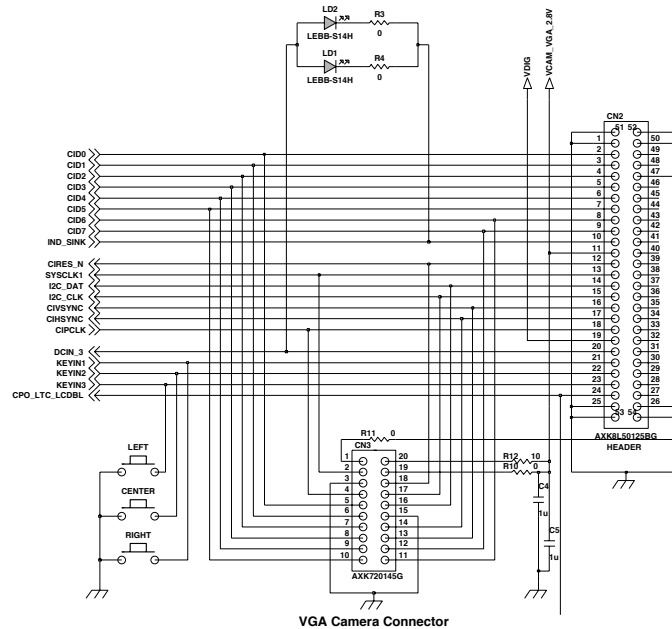 LD2
R3
LEBB-S14H
0
LD1
R4
LEBB-S14H
0
VDIG
VCAM_VGA_2.8V
CN2
51 52
1 50
2 49
3 48
4 47
5 46
6 45
7 44
8 43
9 42
10 41
11 40
12 39
13 38
14 37
15 36
16 35
17 34
18 33
19 32
20 31
21 30
22 29
23 28
24 27
25 26
53 54
AXK8L50125BG
HEADER
CID0
CID1
CID2
CID3
CID4
CID5
CID6
CID7
IND_SINK
CIRES_N
SYSCLK1
I2C_DAT
I2C_CLK
CIVSYNC
CIHSYNC
CIPCLK
DCIN_3
KEYIN1
KEYIN2
KEYIN3
CPO_LTC_LCDBL
R11 0
CN3
1 20
2 19
3 18
4 17
5 16
6 15
7 14
8 13
9 12
10 11
AXK720145G
R12 10
R10 0
C4
1u
C5
1u
LEFT
CENTER
RIGHT
VGA Camera Connector